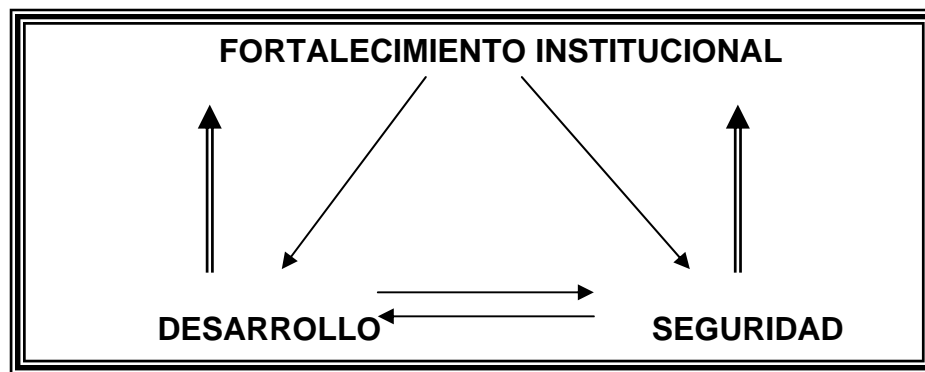 FORTALECIMIENTO INSTITUCIONAL
DESARROLLO SEGURIDAD